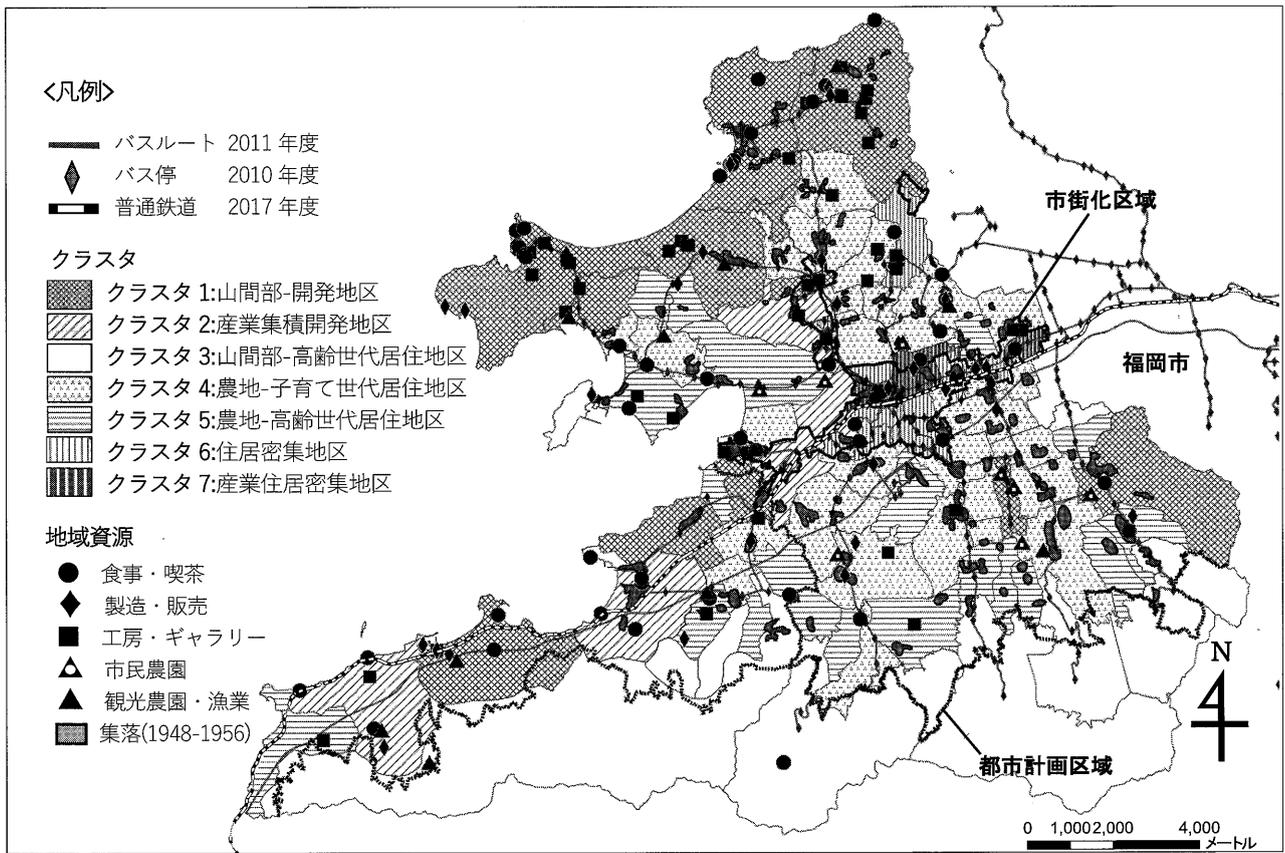 <凡例>
バスルート 2011 年度
バス停 2010 年度
普通鉄道 2017 年度
クラスタ
クラスタ 1:山間部-開発地区
クラスタ 2:産業集積開発地区
クラスタ 3:山間部-高齢世代居住地区
クラスタ 4:農地-子育て世代居住地区
クラスタ 5:農地-高齢世代居住地区
クラスタ 6:住居密集地区
クラスタ 7:産業住居密集地区
地域資源
食事・喫茶
製造・販売
工房・ギャラリー
市民農園
観光農園・漁業
集落(1948-1956)
市街化区域
福岡市
都市計画区域
N
0 1,000 2,000 4,000
メートル